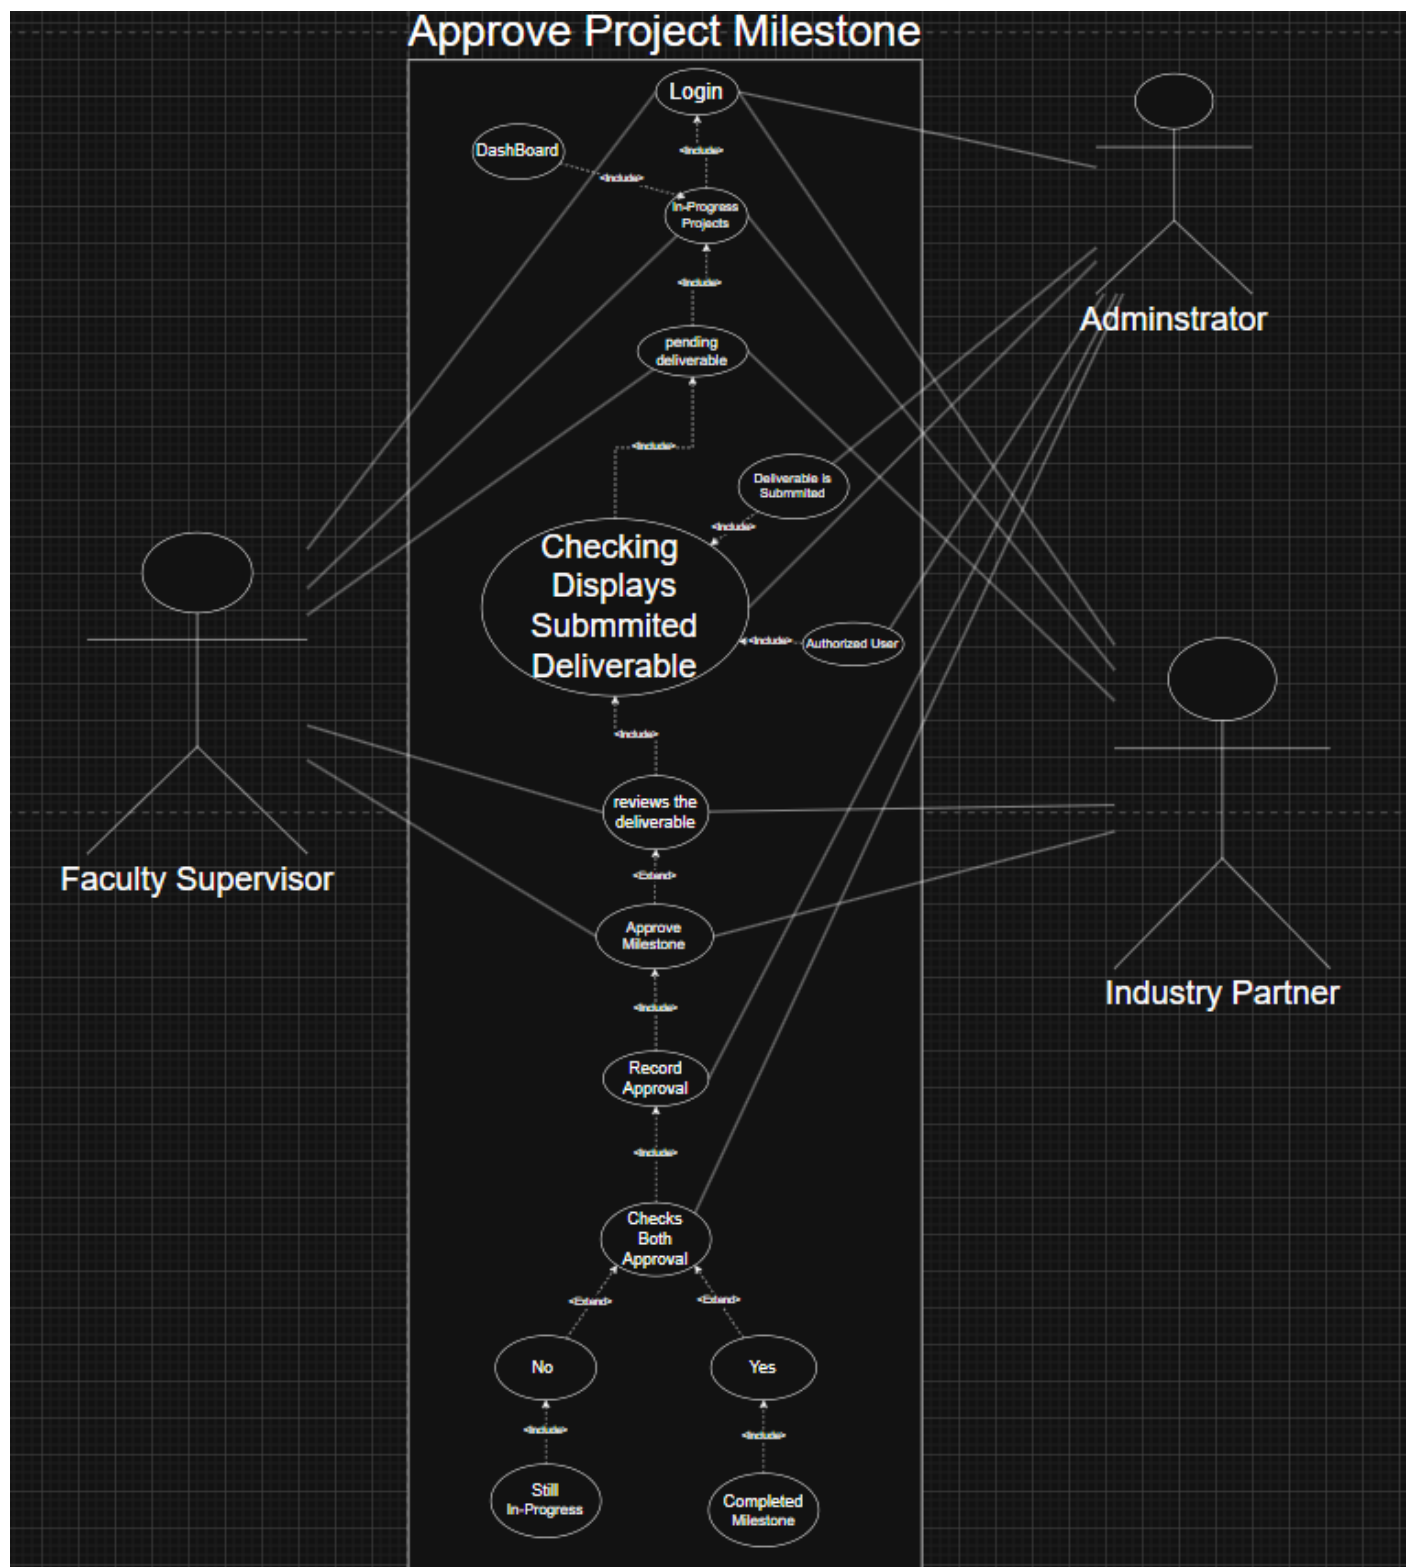 Approve Project Milestone
Login
<Include>
DashBoard
<Include>
In-Progress
Projects
<Include>
pending
deliverable
<Include>
Deliverable is
Submmited
<Include>
Checking
Displays
Submmited
Deliverable
<Include>
Authorized User
<Include>
reviews the
deliverable
<Extend>
Approve
Milestone
<Include>
Record
Approval
<Include>
Checks
Both
Approval
<Extend>
<Extend>
No
Yes
<Include>
<Include>
Still
In-Progress
Completed
Milestone
Faculty Supervisor
Adminstrator
Industry Partner